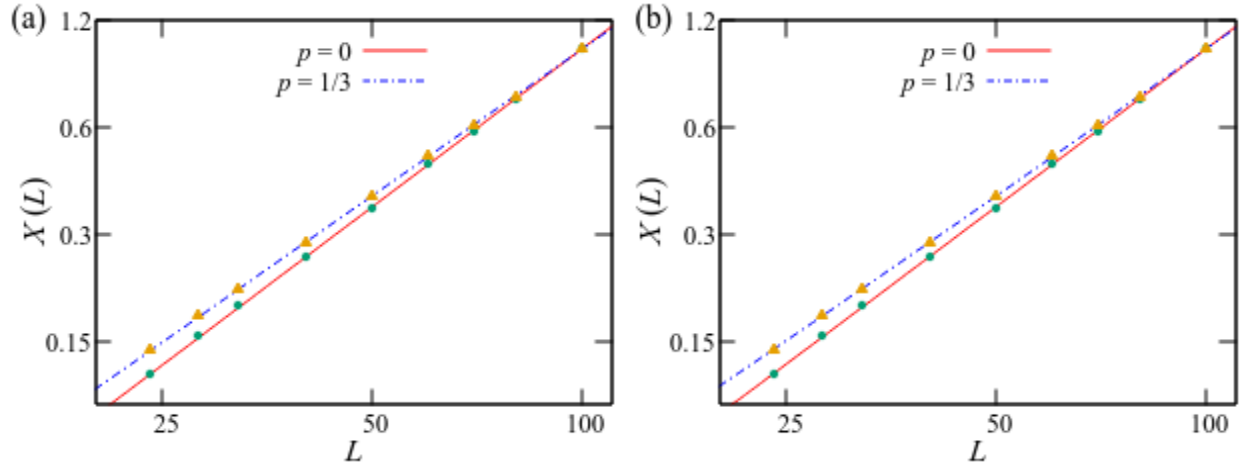 (a)
1.2
p = 0
p = 1/3
0.6
X (L)
0.3
0.15
25
50
100
L
(b)
1.2
p = 0
p = 1/3
0.6
X (L)
0.3
0.15
25
50
100
L